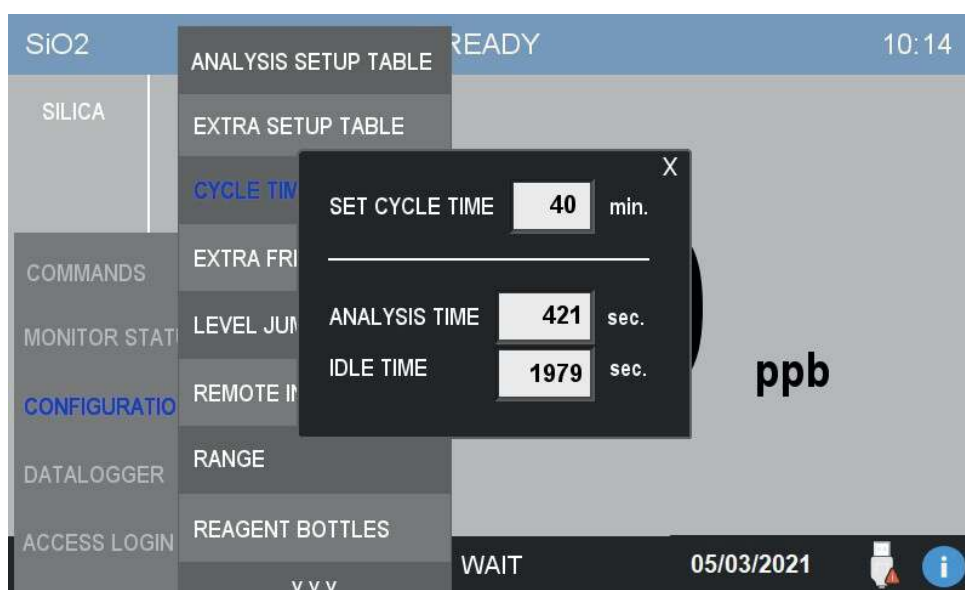 SiO2
READY
10:14
SILICA
COMMANDS
MONITOR STAT
CONFIGURATIO
DATALOGGER
ACCESS LOGIN
ANALYSIS SETUP TABLE
EXTRA SETUP TABLE
CYCLE TIM
EXTRA FRI
LEVEL JUM
REMOTE IN
RANGE
REAGENT BOTTLES
X
SET CYCLE TIME 40 min.
ANALYSIS TIME 421 sec.
IDLE TIME 1979 sec.
ppb
WAIT
05/03/2021
i